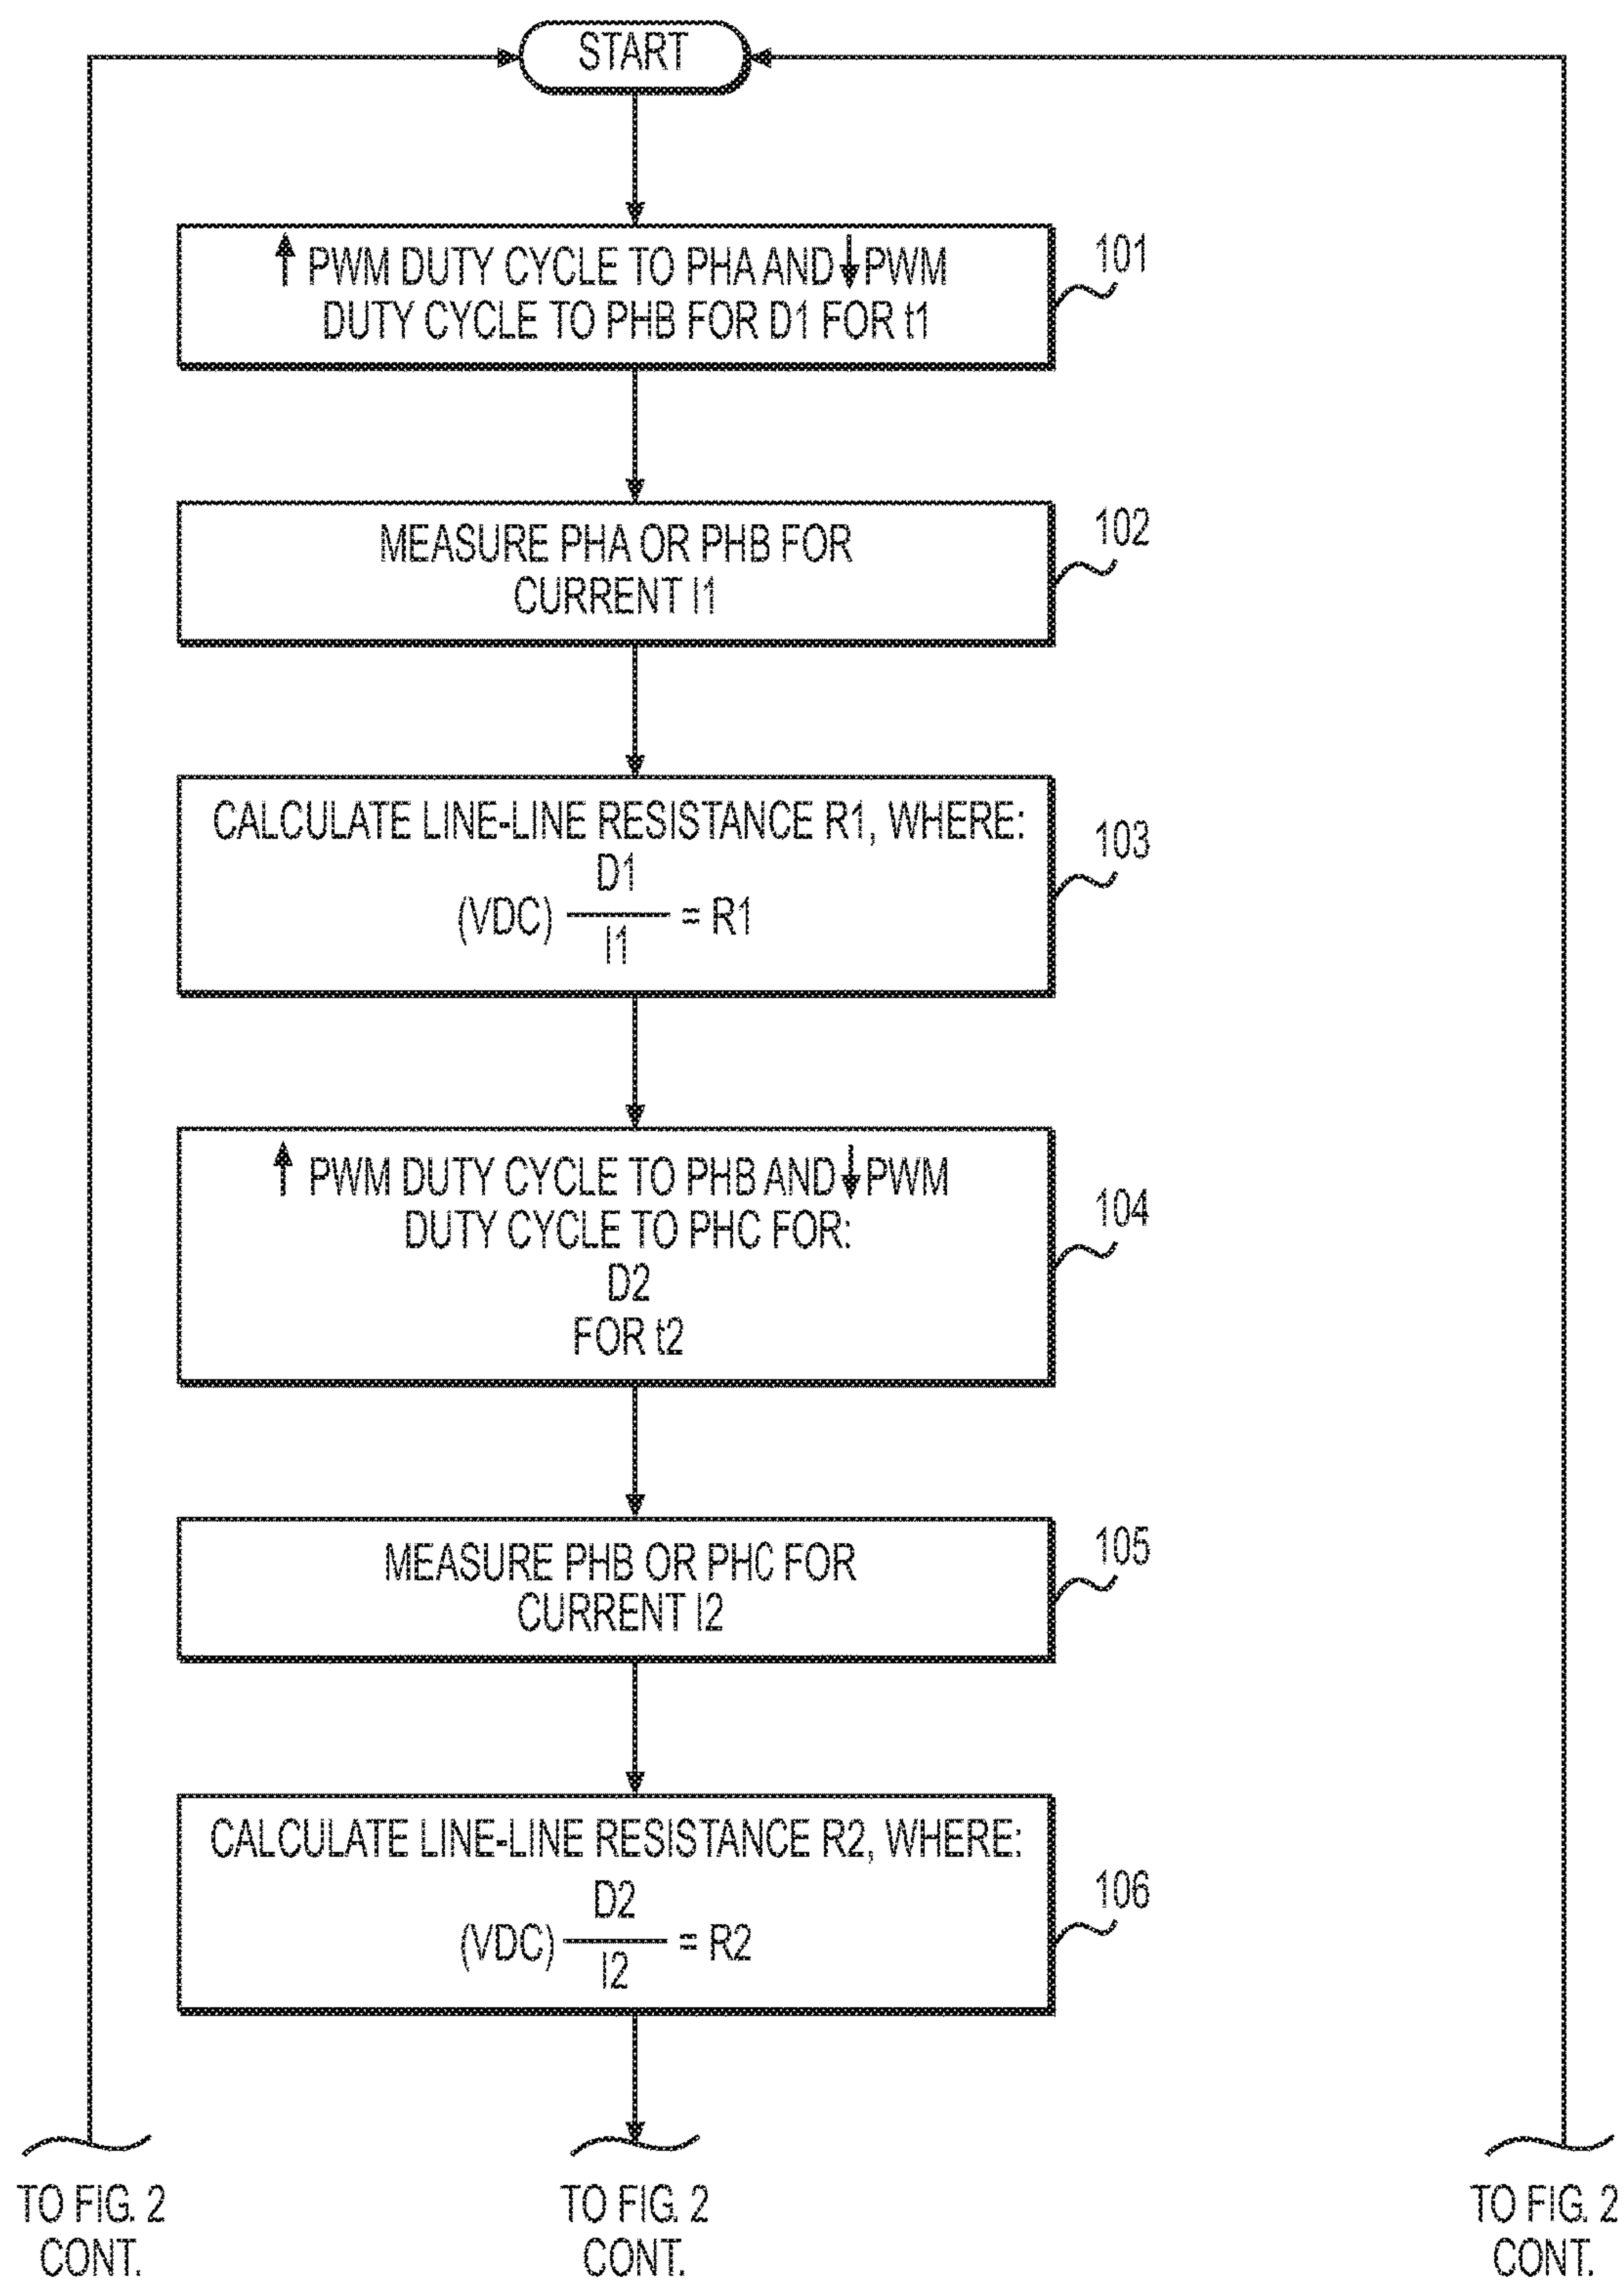 START
↑ PWM DUTY CYCLE TO PHA AND ↓ PWM
DUTY CYCLE TO PHB FOR D1 FOR t1
101
MEASURE PHA OR PHB FOR
CURRENT I1
102
CALCULATE LINE-LINE RESISTANCE R1, WHERE:
D1
(VDC) = R1
I1
103
↑ PWM DUTY CYCLE TO PHB AND ↓ PWM
DUTY CYCLE TO PHC FOR:
D2
FOR t2
104
MEASURE PHB OR PHC FOR
CURRENT I2
105
CALCULATE LINE-LINE RESISTANCE R2, WHERE:
D2
(VDC) = R2
I2
106
TO FIG. 2
CONT.
TO FIG. 2
CONT.
TO FIG. 2
CONT.